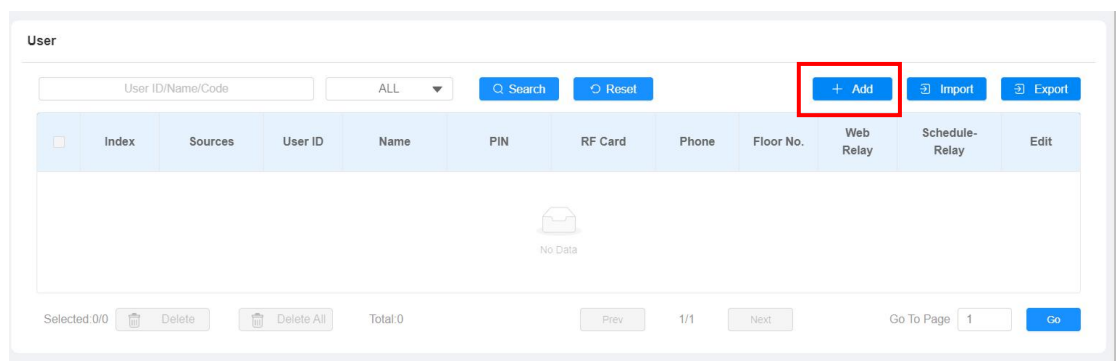 User
User ID/Name/Code ALL Search Reset + Add Import Export
Index Sources User ID Name PIN RF Card Phone Floor No. Web Relay Schedule-Relay Edit
No Data
Selected:0/0 Delete Delete All Total:0 Prev 1/1 Next Go To Page 1 Go